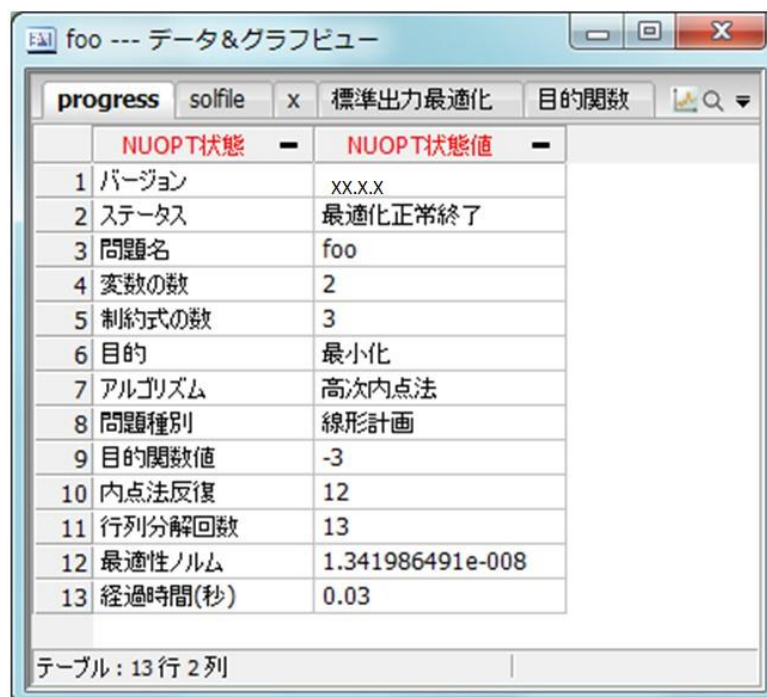 foo --- データ&グラフビュー
progress solfile x 標準出力最適化 目的関数
NUOPT状態 NUOPT状態値
1 バージョン XX.X.X
2 ステータス 最適化正常終了
3 問題名 foo
4 変数の数 2
5 制約式の数 3
6 目的 最小化
7 アルゴリズム 高次内点法
8 問題種別 線形計画
9 目的関数値 -3
10 内点法反復 12
11 行列分解回数 13
12 最適性ノルム 1.341986491e-008
13 経過時間(秒) 0.03
テーブル : 13 行 2 列